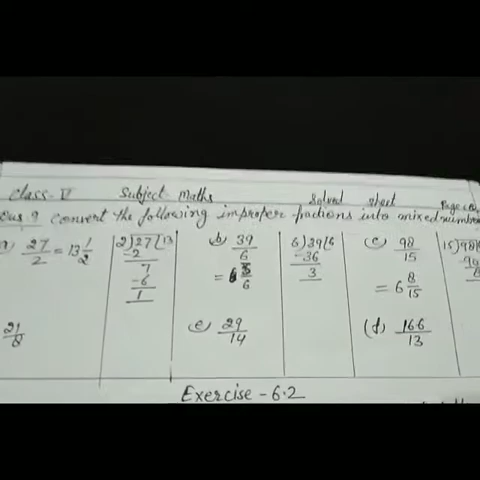 Class-V Subject Maths Solved sheet
Ques 9 convert the following improper fractions into mixed numbers
27/2 = 13 1/2 2)27(13 (b) 39/6 6)39(6 (c) 98/15 15)98(
-2 -36
7 = 6 3/6 3 = 6 8/15
-6
1
21/8 (e) 29/14 (d) 166/13
Exercise - 6.2